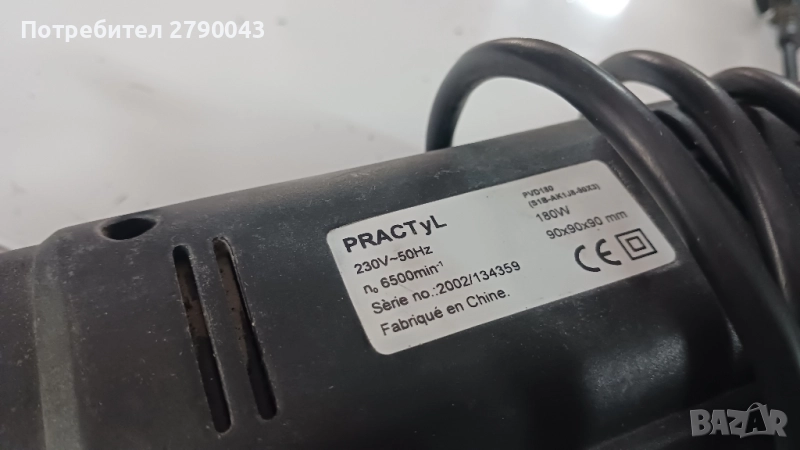 Потребител 2790043
PRACTyL
230V~50Hz
n₀ 6500min⁻¹
Sèrie no.:2002/134359
Fabriqué en Chine.
PVD180
180W
90x90x90 mm
CE
BAZAR